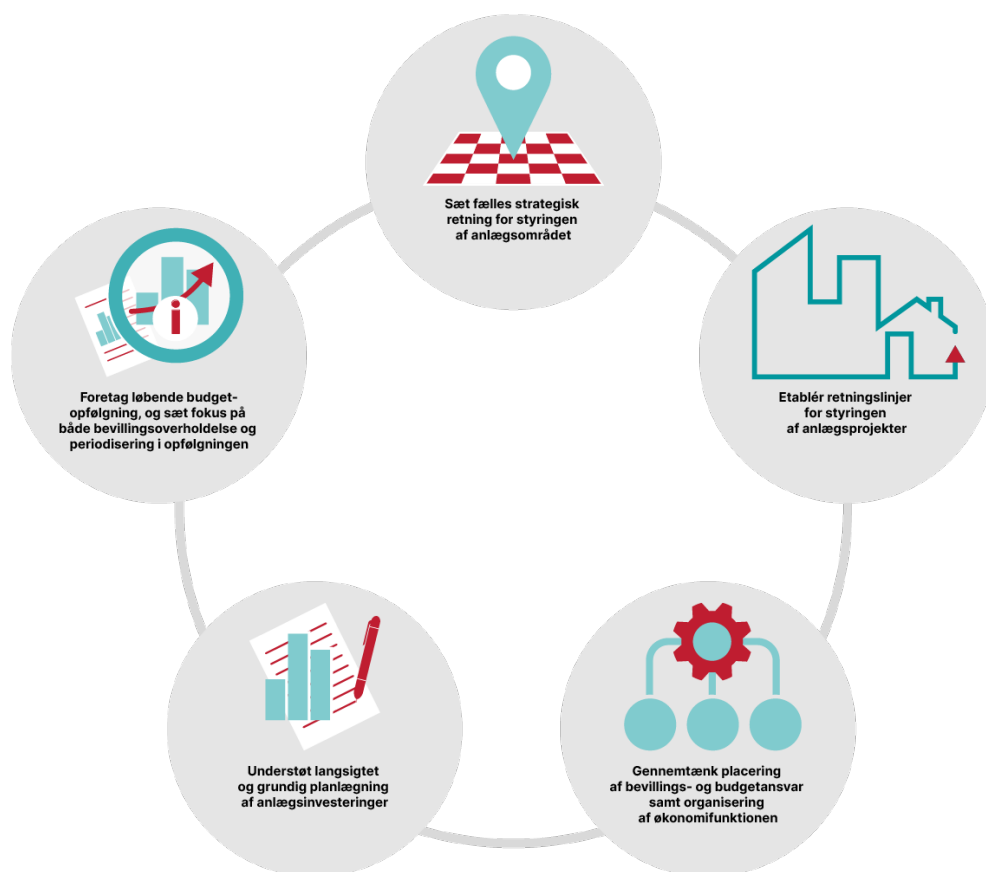 Sæt fælles strategisk
retning for styringen
af anlægsområdet
Etablér retningslinjer
for styringen
af anlægsprojekter
Gennemtænk placering
af bevillings- og budgetansvar
samt organisering
af økonomifunktionen
Understøt langsigtet
og grundig planlægning
af anlægsinvesteringer
Foretag løbende budget-
opfølgning, og sæt fokus på
både bevillingsoverholdelse og
periodisering i opfølgningen